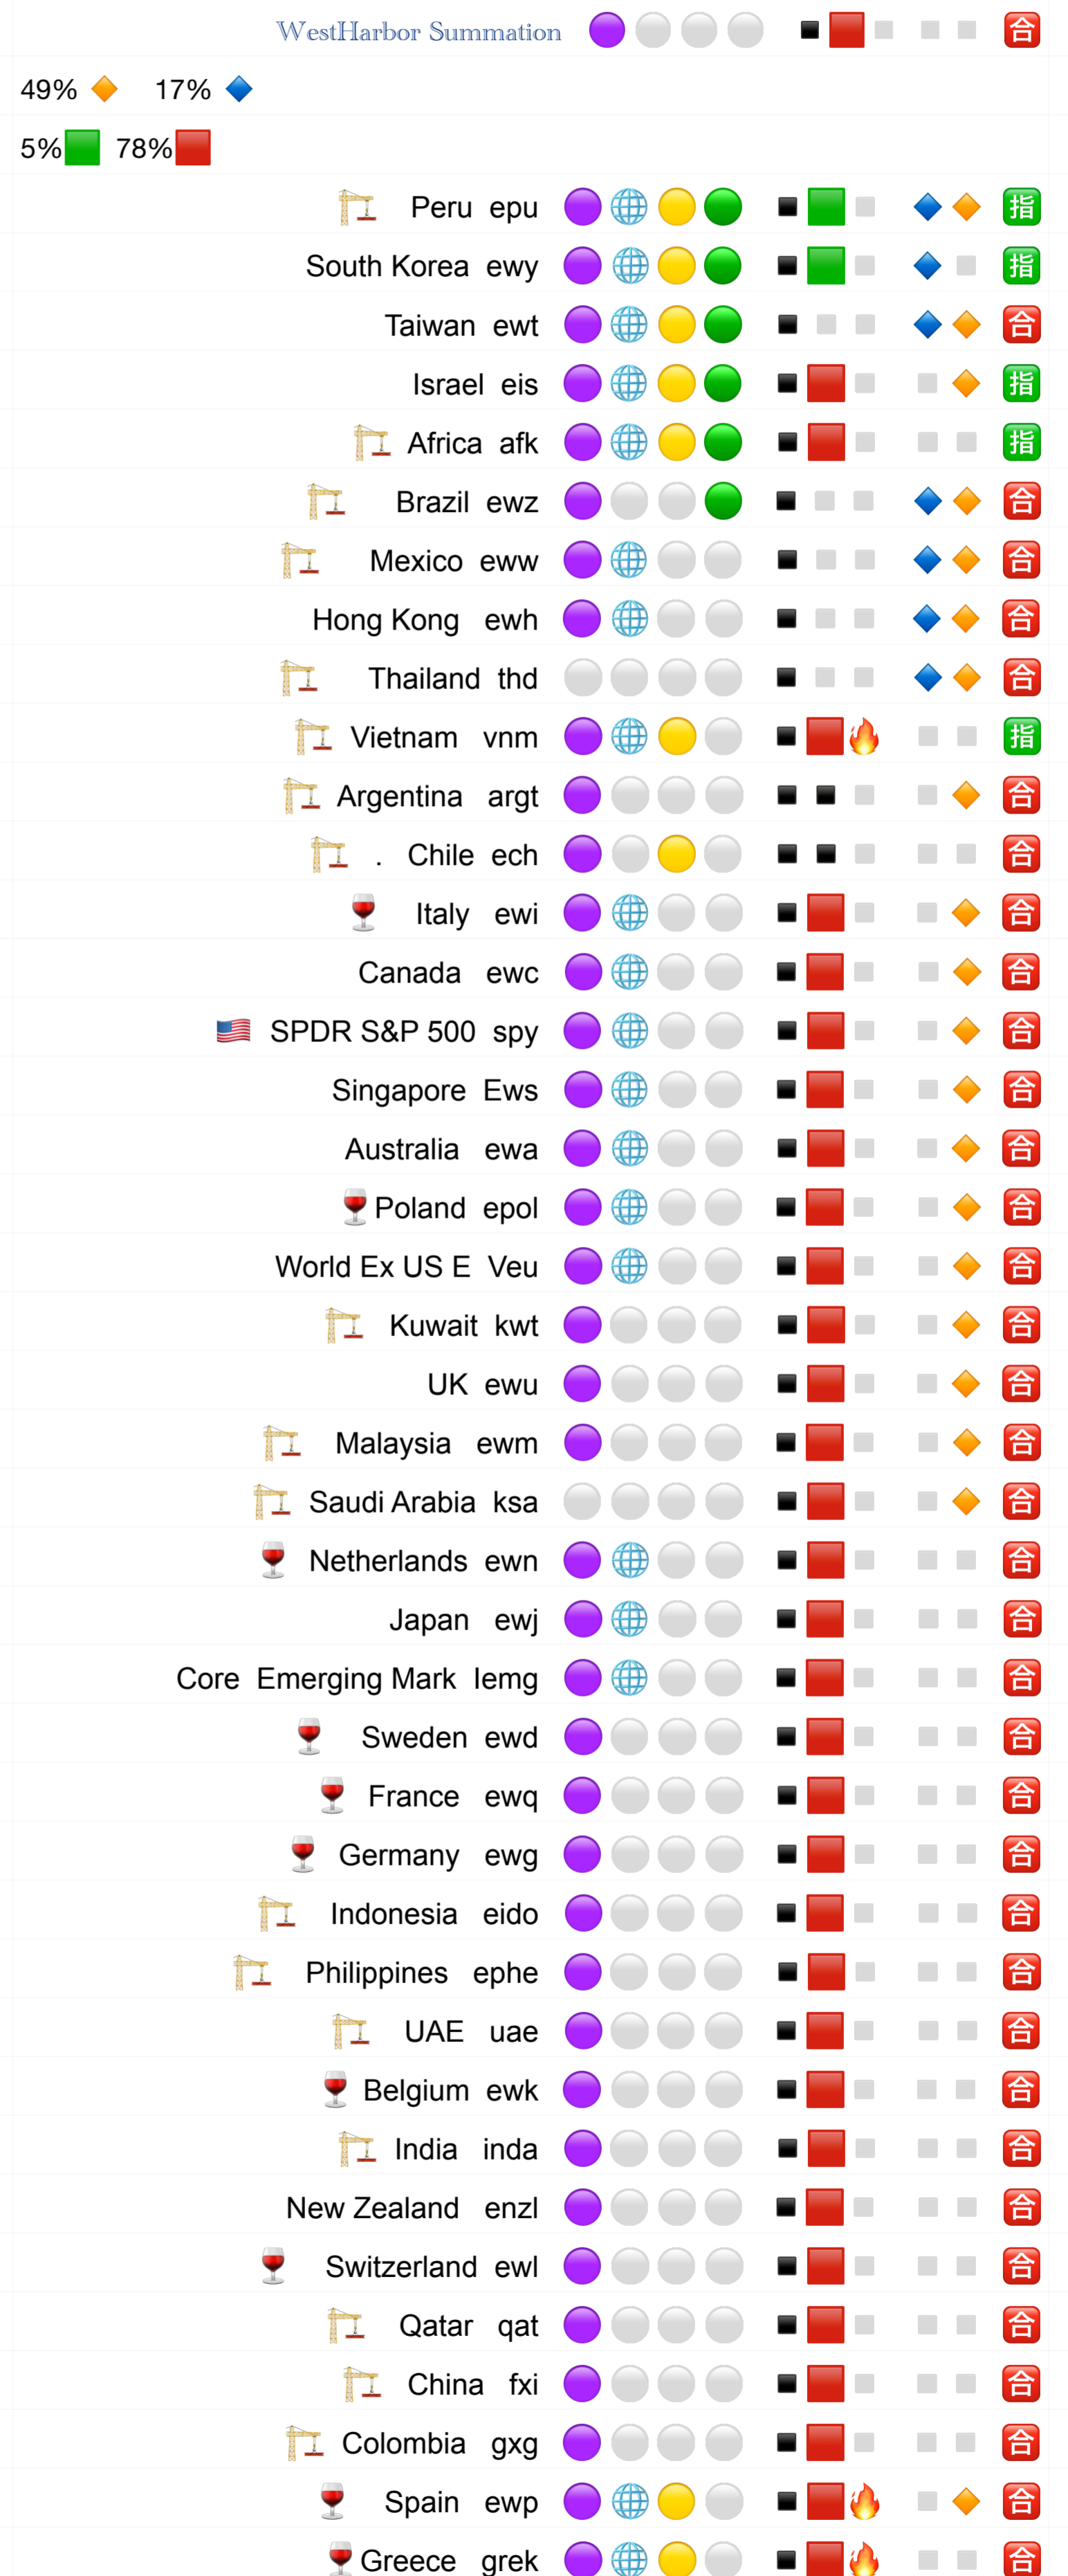 WestHarbor Summation 🟣⚪⚪⚪ ◾🟥◽ ◽◽ 🈴
49% 🔶 17% 🔷
5%🟩 78%🟥
🏗 Peru epu 🟣🌐🟡🟢 ◾🟩◽ 🔷🔶 指
South Korea ewy 🟣🌐🟡🟢 ◾🟩◽ 🔷◽ 指
Taiwan ewt 🟣🌐🟡🟢 ◾◽◽ 🔷🔶 合
Israel eis 🟣🌐🟡🟢 ◾🟥◽ ◽🔶 指
🏗 Africa afk 🟣🌐🟡🟢 ◾🟥◽ ◽◽ 指
🏗 Brazil ewz 🟣⚪⚪🟢 ◾◽◽ 🔷🔶 合
🏗 Mexico eww 🟣🌐⚪⚪ ◾◽◽ 🔷🔶 合
Hong Kong ewh 🟣🌐⚪⚪ ◾◽◽ 🔷🔶 合
🏗 Thailand thd ⚪⚪⚪⚪ ◾◽◽ 🔷🔶 合
🏗 Vietnam vnm 🟣🌐🟡⚪ ◾🟥🔥 ◽◽ 指
🏗 Argentina argt 🟣⚪⚪⚪ ◾◾◽ ◽🔶 合
🏗 . Chile ech 🟣⚪🟡⚪ ◾◾◽ ◽◽ 合
🍷 Italy ewi 🟣🌐⚪⚪ ◾🟥◽ ◽🔶 合
Canada ewc 🟣🌐⚪⚪ ◾🟥◽ ◽🔶 合
🇺🇸 SPDR S&P 500 spy 🟣🌐⚪⚪ ◾🟥◽ ◽🔶 合
Singapore Ews 🟣🌐⚪⚪ ◾🟥◽ ◽🔶 合
Australia ewa 🟣🌐⚪⚪ ◾🟥◽ ◽🔶 合
🍷Poland epol 🟣🌐⚪⚪ ◾🟥◽ ◽🔶 合
World Ex US E Veu 🟣🌐⚪⚪ ◾🟥◽ ◽🔶 合
🏗 Kuwait kwt 🟣⚪⚪⚪ ◾🟥◽ ◽🔶 合
UK ewu 🟣⚪⚪⚪ ◾🟥◽ ◽🔶 合
🏗 Malaysia ewm 🟣⚪⚪⚪ ◾🟥◽ ◽🔶 合
🏗 Saudi Arabia ksa ⚪⚪⚪⚪ ◾🟥◽ ◽🔶 合
🍷 Netherlands ewn 🟣🌐⚪⚪ ◾🟥◽ ◽◽ 合
Japan ewj 🟣🌐⚪⚪ ◾🟥◽ ◽◽ 合
Core Emerging Mark Iemg 🟣🌐⚪⚪ ◾🟥◽ ◽◽ 合
🍷 Sweden ewd 🟣⚪⚪⚪ ◾🟥◽ ◽◽ 合
🍷 France ewq 🟣⚪⚪⚪ ◾🟥◽ ◽◽ 合
🍷 Germany ewg 🟣⚪⚪⚪ ◾🟥◽ ◽◽ 合
🏗 Indonesia eido 🟣⚪⚪⚪ ◾🟥◽ ◽◽ 合
🏗 Philippines ephe 🟣⚪⚪⚪ ◾🟥◽ ◽◽ 合
🏗 UAE uae 🟣⚪⚪⚪ ◾🟥◽ ◽◽ 合
🍷 Belgium ewk 🟣⚪⚪⚪ ◾🟥◽ ◽◽ 合
🏗 India inda 🟣⚪⚪⚪ ◾🟥◽ ◽◽ 合
New Zealand enzl 🟣⚪⚪⚪ ◾🟥◽ ◽◽ 合
🍷 Switzerland ewl 🟣⚪⚪⚪ ◾🟥◽ ◽◽ 合
🏗 Qatar qat 🟣⚪⚪⚪ ◾🟥◽ ◽◽ 合
🏗 China fxi 🟣⚪⚪⚪ ◾🟥◽ ◽◽ 合
🏗 Colombia gxg 🟣⚪⚪⚪ ◾🟥◽ ◽◽ 合
🍷 Spain ewp 🟣🌐🟡⚪ ◾🟥🔥 ◽🔶 合
🍷Greece grek 🟣🌐🟡⚪ ◾🟥🔥 ◽◽ 合